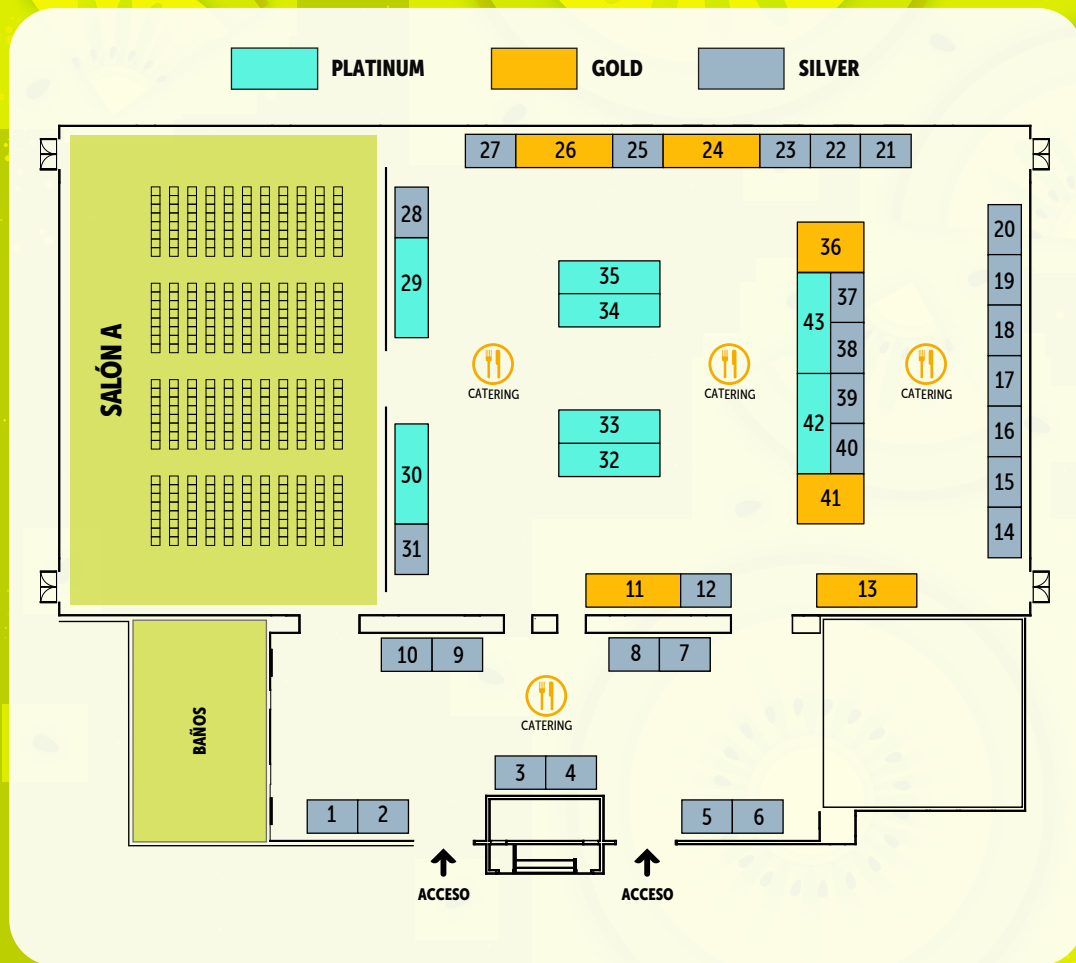 PLATINUM GOLD SILVER
27 26 25 24 23 22 21
28
29
20
19
18
17
16
15
14
36
43 37
38
42 39
40
41
35
34
33
32
SALÓN A
CATERING
CATERING
CATERING
30
31
11 12
13
10 9
8 7
CATERING
BAÑOS
3 4
1 2
5 6
ACCESO
ACCESO